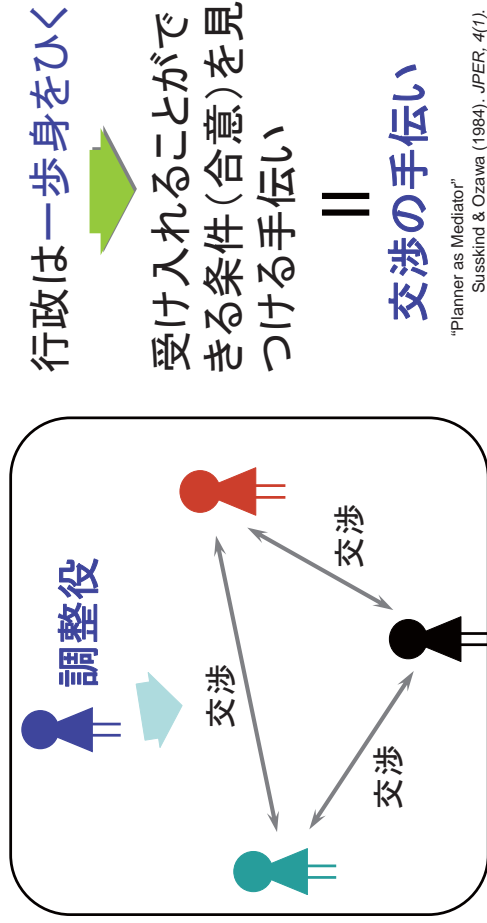 調整役
交渉
交渉
交渉
行政は一歩身をひく
受け入れることがで
きる条件(合意)を見
つける手伝い
=
交渉の手伝い
“Planner as Mediator”
Susskind & Ozawa (1984). JPER, 4(1).